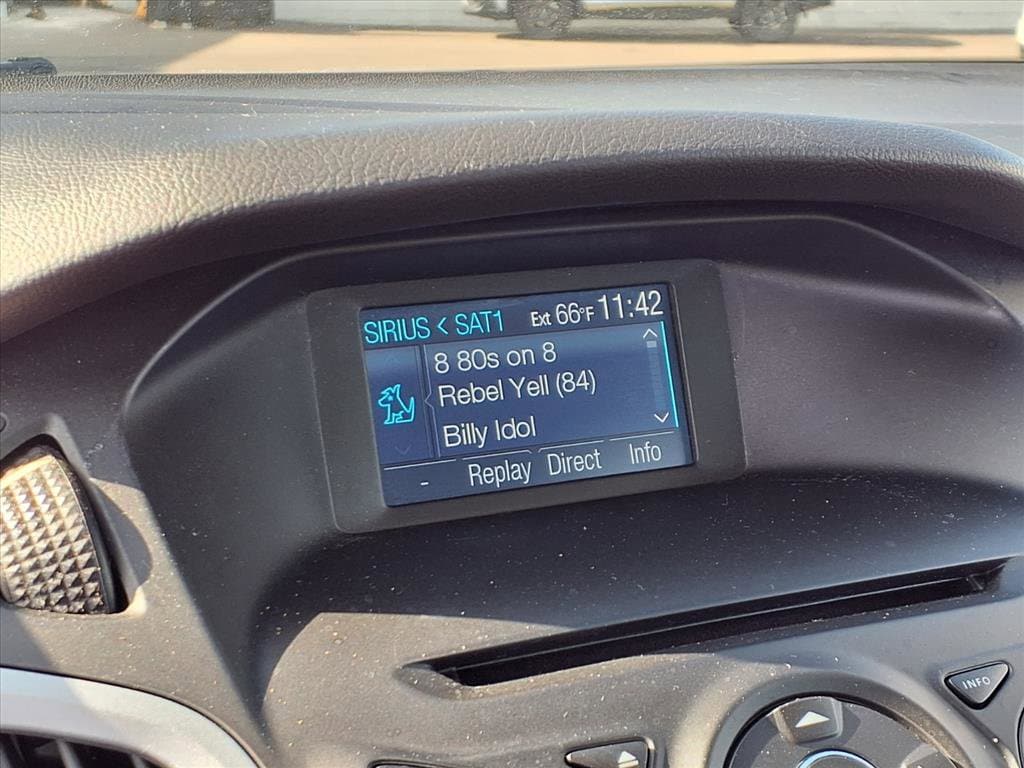 SIRIUS < SAT1 Ext 66°F 11:42
8 80s on 8
Rebel Yell (84)
Billy Idol
- Replay Direct Info
INFO